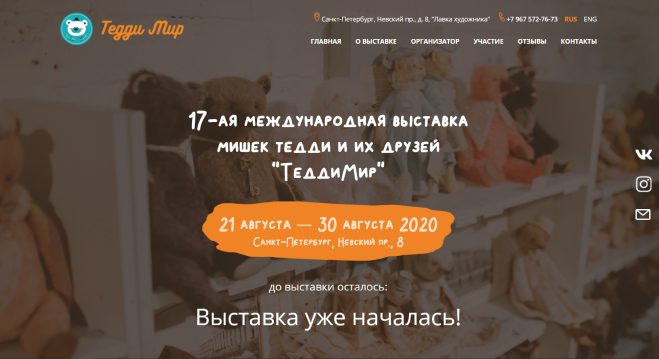 Тедди Мир
Санкт-Петербург, Невский пр., д. 8, "Лавка художника" +7 967 572-76-73 RUS ENG
ГЛАВНАЯ О ВЫСТАВКЕ ОРГАНИЗАТОР УЧАСТИЕ ОТЗЫВЫ КОНТАКТЫ
17-ая международная выставка
мишек тедди и их друзей
"ТеддиМир"
21 августа — 30 августа 2020
Санкт-Петербург, Невский пр., 8
до выставки осталось:
Выставка уже началась!